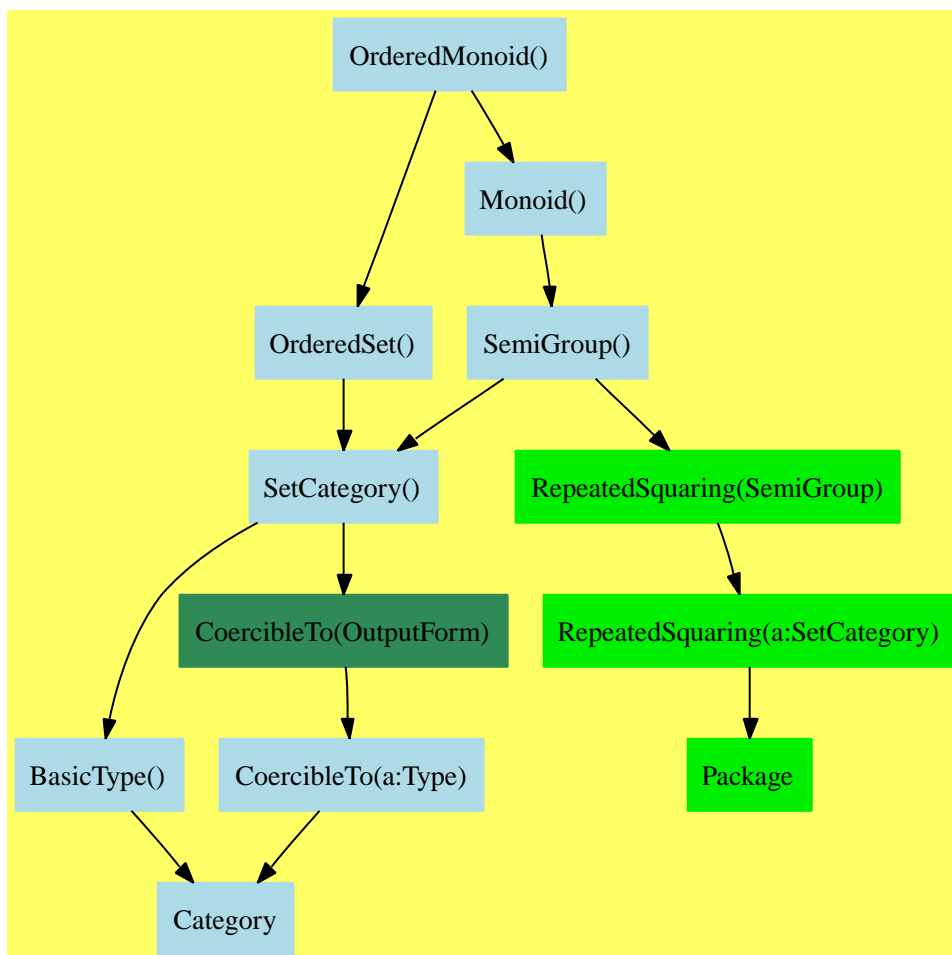 OrderedMonoid()
Monoid()
OrderedSet()
SemiGroup()
SetCategory()
RepeatedSquaring(SemiGroup)
CoercibleTo(OutputForm)
RepeatedSquaring(a:SetCategory)
BasicType()
CoercibleTo(a:Type)
Package
Category